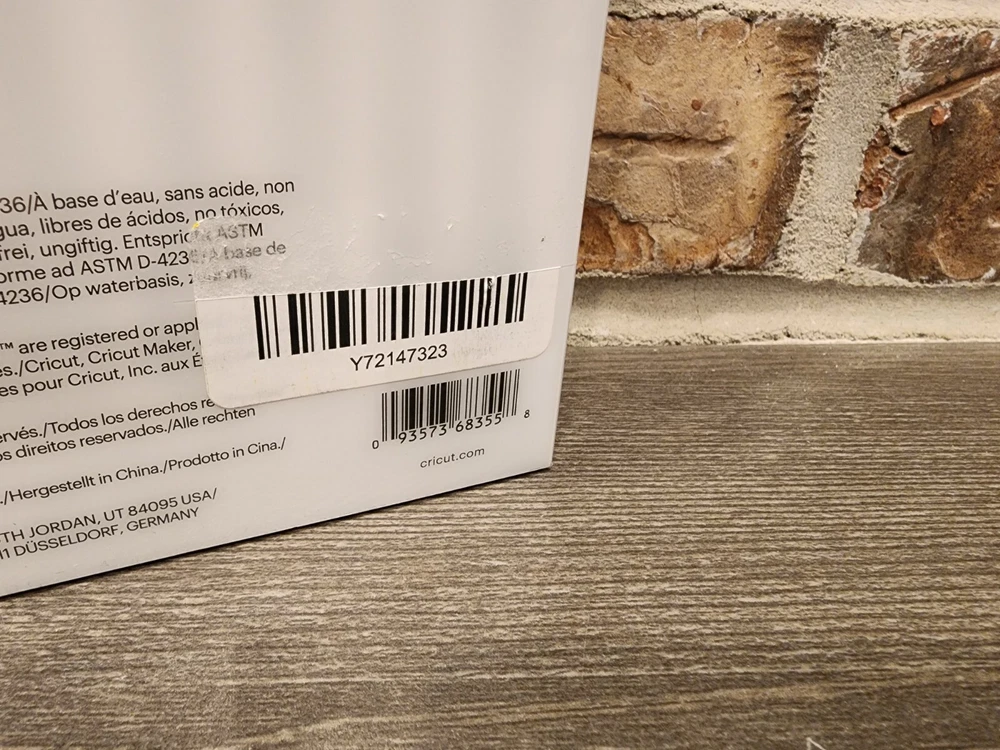 36/À base d'eau, sans acide, non
gua, libres de ácidos, no tóxicos,
frei, ungiftig. Entspricht ASTM
orme ad ASTM D-4236/À base de
4236/Op waterbasis,
™ are registered or appl
es./Cricut, Cricut Maker,
es pour Cricut, Inc. aux É
Y72147323
ervés./Todos los derechos re
os direitos reservados./Alle rechten
0 93573 68355 8
cricut.com
./Hergestellt in China./Prodotto in Cina./
TH JORDAN, UT 84095 USA/
11 DÜSSELDORF, GERMANY